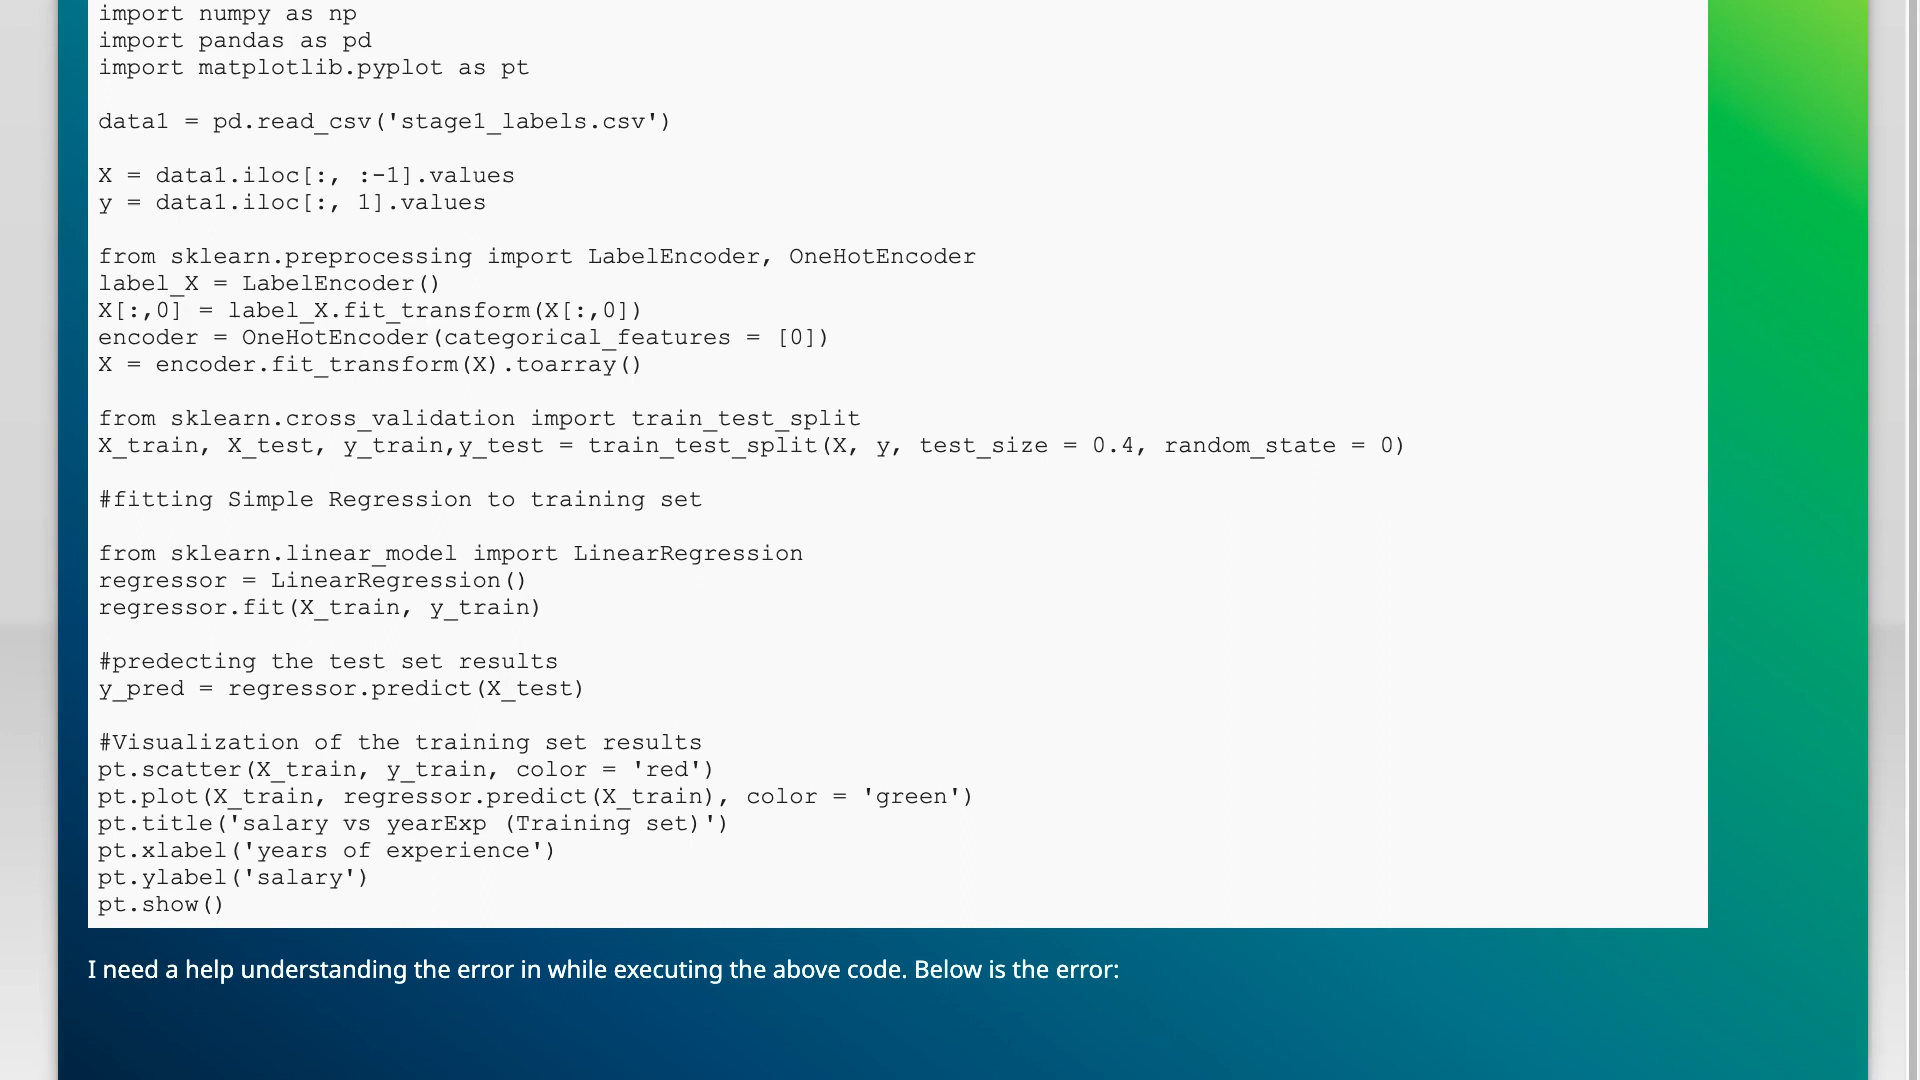 import numpy as np
import pandas as pd
import matplotlib.pyplot as pt
data1 = pd.read_csv('stage1_labels.csv')
X = data1.iloc[:, :-1].values
y = data1.iloc[:, 1].values
from sklearn.preprocessing import LabelEncoder, OneHotEncoder
label_X = LabelEncoder()
X[:,0] = label_X.fit_transform(X[:,0])
encoder = OneHotEncoder(categorical_features = [0])
X = encoder.fit_transform(X).toarray()
from sklearn.cross_validation import train_test_split
X_train, X_test, y_train,y_test = train_test_split(X, y, test_size = 0.4, random_state = 0)
#fitting Simple Regression to training set
from sklearn.linear_model import LinearRegression
regressor = LinearRegression()
regressor.fit(X_train, y_train)
#predecting the test set results
y_pred = regressor.predict(X_test)
#Visualization of the training set results
pt.scatter(X_train, y_train, color = 'red')
pt.plot(X_train, regressor.predict(X_train), color = 'green')
pt.title('salary vs yearExp (Training set)')
pt.xlabel('years of experience')
pt.ylabel('salary')
pt.show()
I need a help understanding the error in while executing the above code. Below is the error: